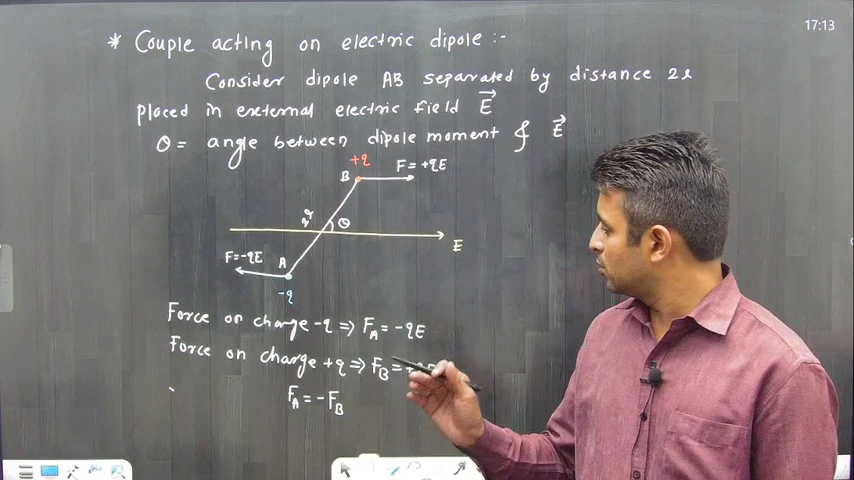 17:13
* Couple acting on electric dipole :-
Consider dipole AB separated by distance 2l
placed in external electric field E⃗
θ = angle between dipole moment & E⃗
+q
B F = +qE
θ
E
F=-qE A
-q
Force on charge -q ⇒ F_A = -qE
Force on charge +q ⇒ F_B =
F_A = -F_B